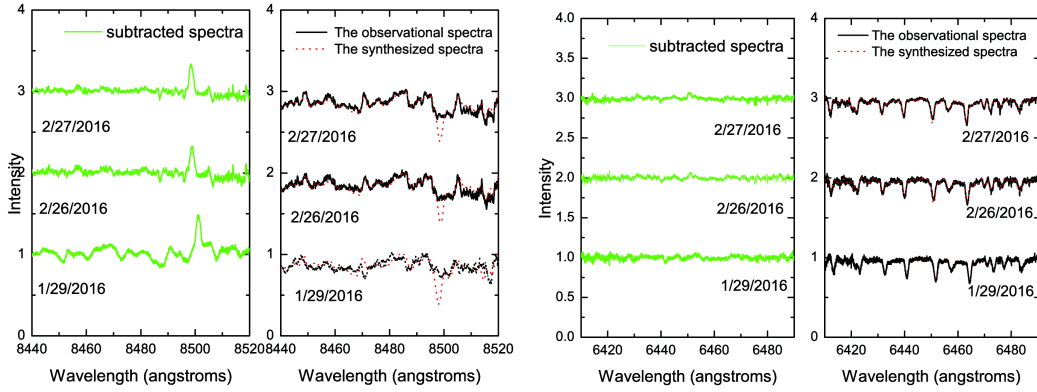 subtracted spectra
2/27/2016
2/26/2016
1/29/2016
Intensity
4
3
2
1
0
8440 8460 8480 8500 8520
Wavelength (angstroms)
The observational spectra
The synthesized spectra
2/27/2016
2/26/2016
1/29/2016
4
3
2
1
0
8440 8460 8480 8500 8520
Wavelength (angstroms)
subtracted spectra
2/27/2016
2/26/2016
1/29/2016
Intensity
4.0
3.5
3.0
2.5
2.0
1.5
1.0
0.5
0.0
6420 6440 6460 6480
Wavelength (angstroms)
The observational spectra
The synthesized spectra
2/27/2016
2/26/2016
1/29/2016
4
3
2
1
0
6420 6440 6460 6480
Wavelength (angstroms)